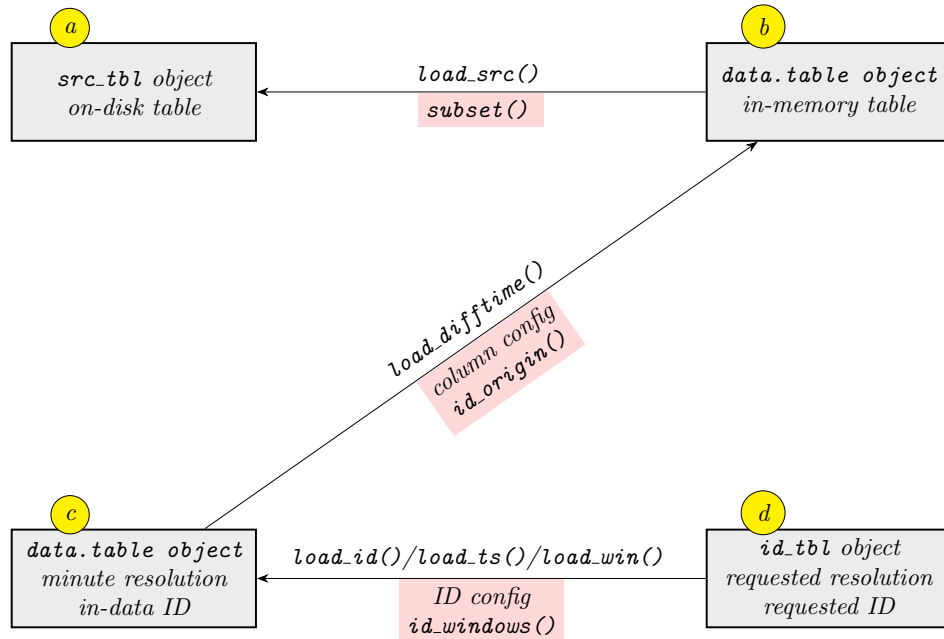 a
src_tbl object
on-disk table
load_src()
subset()
b
data.table object
in-memory table
load_difftime()
column config
id_origin()
c
data.table object
minute resolution
in-data ID
load_id()/load_ts()/load_win()
ID config
id_windows()
d
id_tbl object
requested resolution
requested ID